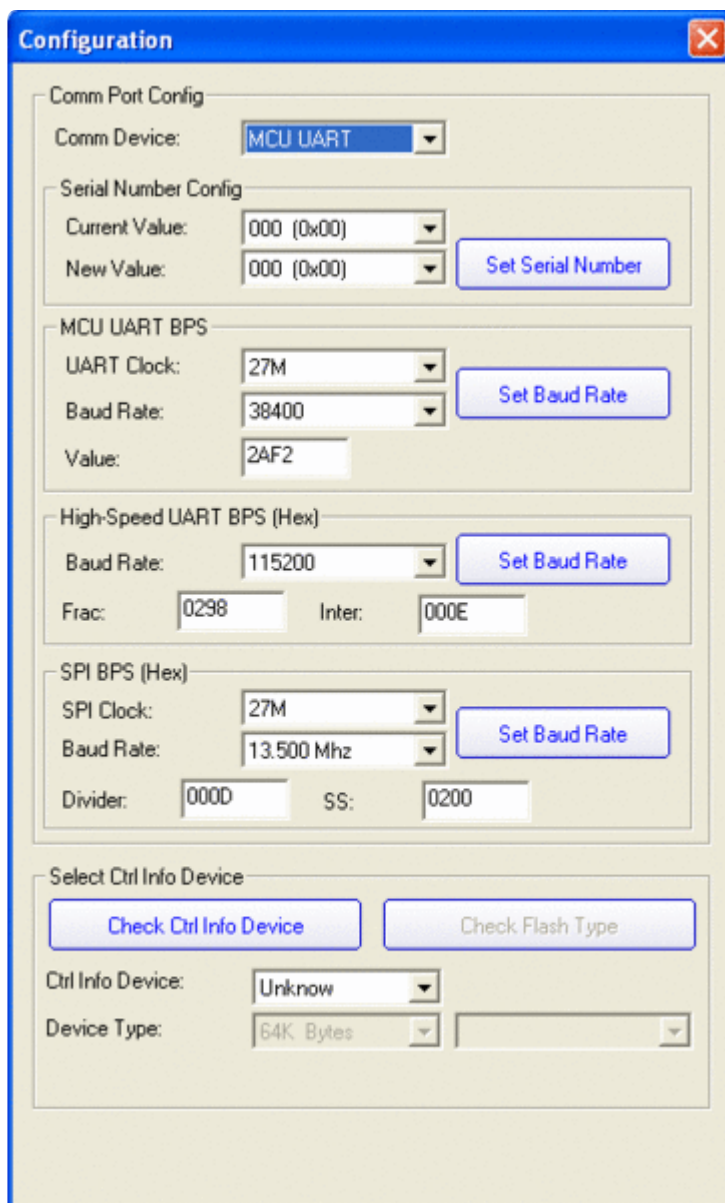 Configuration
Comm Port Config
Comm Device: MCU UART
Serial Number Config
Current Value: 000 (0x00)
New Value: 000 (0x00)
Set Serial Number
MCU UART BPS
UART Clock: 27M
Set Baud Rate
Baud Rate: 38400
Value: 2AF2
High-Speed UART BPS (Hex)
Baud Rate: 115200 Set Baud Rate
Frac: 0298 Inter: 000E
SPI BPS (Hex)
SPI Clock: 27M
Set Baud Rate
Baud Rate: 13.500 Mhz
Divider: 000D SS: 0200
Select Ctrl Info Device
Check Ctrl Info Device Check Flash Type
Ctrl Info Device: Unknow
Device Type: 64K Bytes